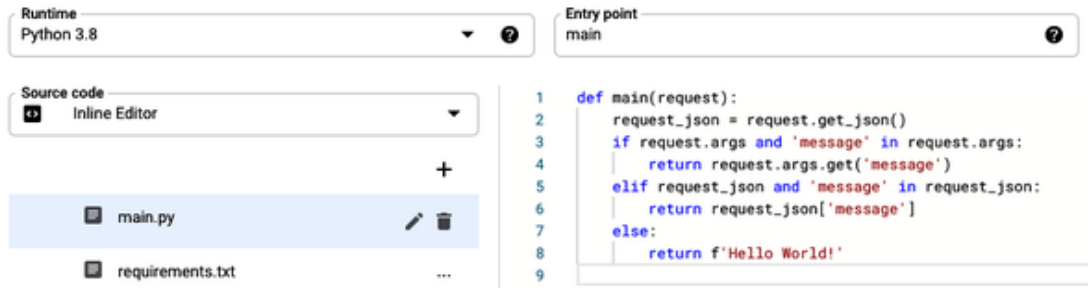 Runtime
Python 3.8
Entry point
main
Source code
Inline Editor
+
main.py
requirements.txt
...
1 def main(request):
2     request_json = request.get_json()
3     if request.args and 'message' in request.args:
4         return request.args.get('message')
5     elif request_json and 'message' in request_json:
6         return request_json['message']
7     else:
8         return f'Hello World!'
9